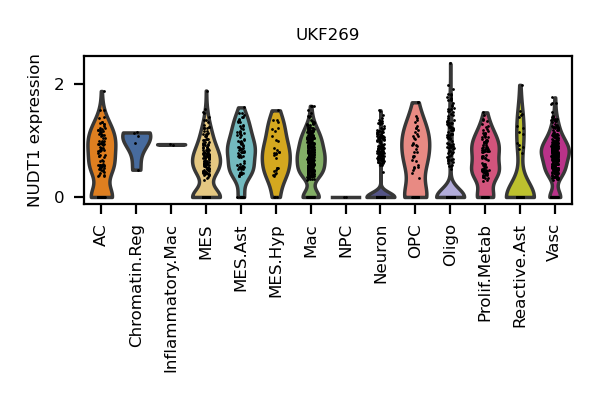 UKF269
NUDT1 expression
2
0
AC
Chromatin.Reg
Inflammatory.Mac
MES
MES.Ast
MES.Hyp
Mac
NPC
Neuron
OPC
Oligo
Prolif.Metab
Reactive.Ast
Vasc